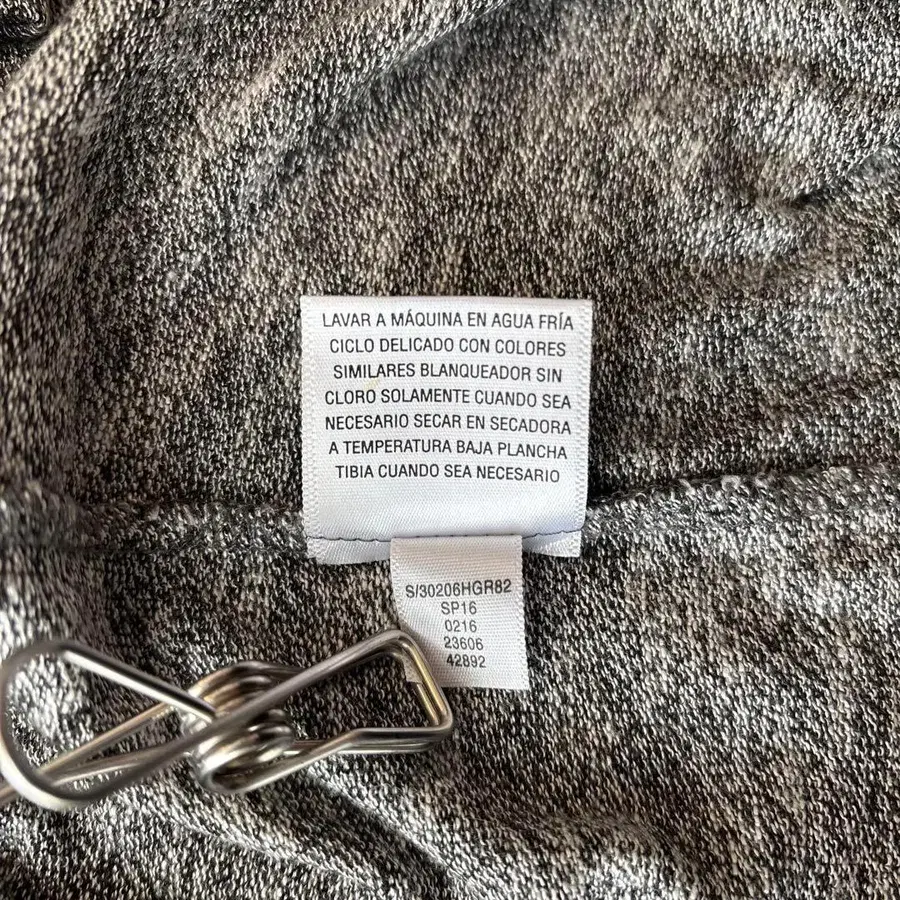 LAVAR A MÁQUINA EN AGUA FRÍA
CICLO DELICADO CON COLORES
SIMILARES BLANQUEADOR SIN
CLORO SOLAMENTE CUANDO SEA
NECESARIO SECAR EN SECADORA
A TEMPERATURA BAJA PLANCHA
TIBIA CUANDO SEA NECESARIO
S/30206HGR82
SP16
0216
23606
42892